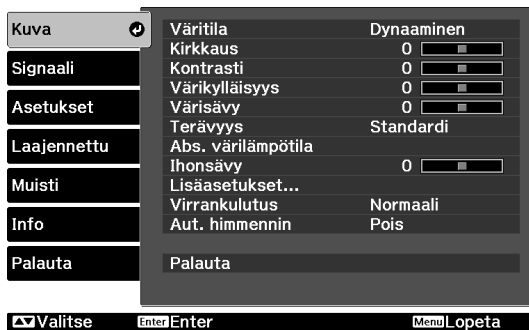 Kuva
Signaali
Asetukset
Laajennettu
Muisti
Info
Palauta
Väritila Dynaaminen
Kirkkaus 0
Kontrasti 0
Värikylläisyys 0
Värisävy 0
Terävyys Standardi
Abs. värilämpötila
Ihonsävy 0
Lisäasetukset...
Virrankulutus Normaali
Aut. himmennin Pois
Palauta
Valitse Enter Enter Menu Lopeta